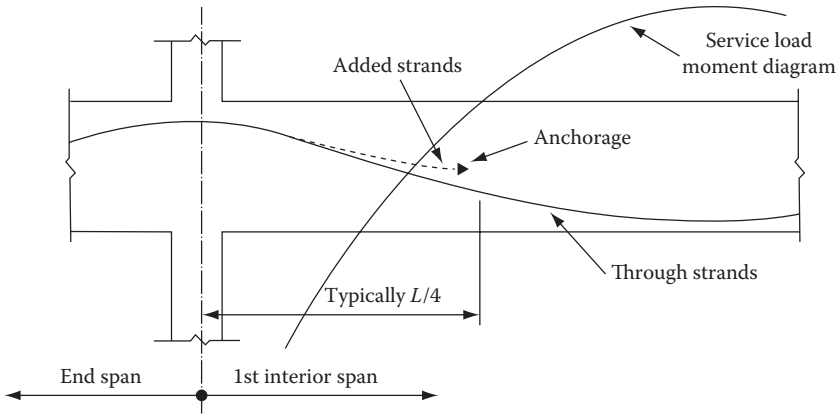 Service load
moment diagram
Added strands
Anchorage
Through strands
Typically L/4
End span
1st interior span